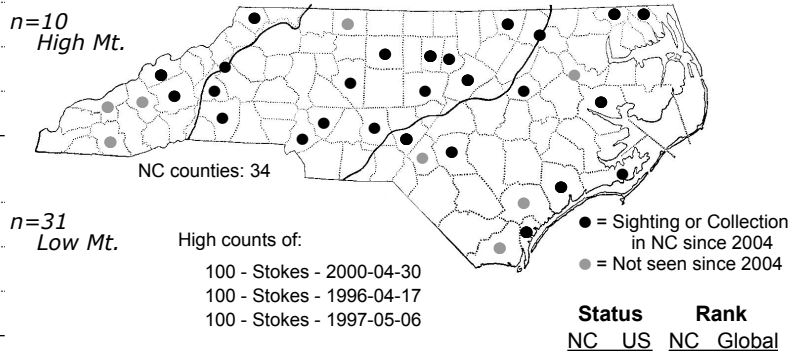 n=10
High Mt.
NC counties: 34
n=31
Low Mt.
High counts of:
100 - Stokes - 2000-04-30
100 - Stokes - 1996-04-17
100 - Stokes - 1997-05-06
= Sighting or Collection
in NC since 2004
= Not seen since 2004
Status Rank
NC US NC Global